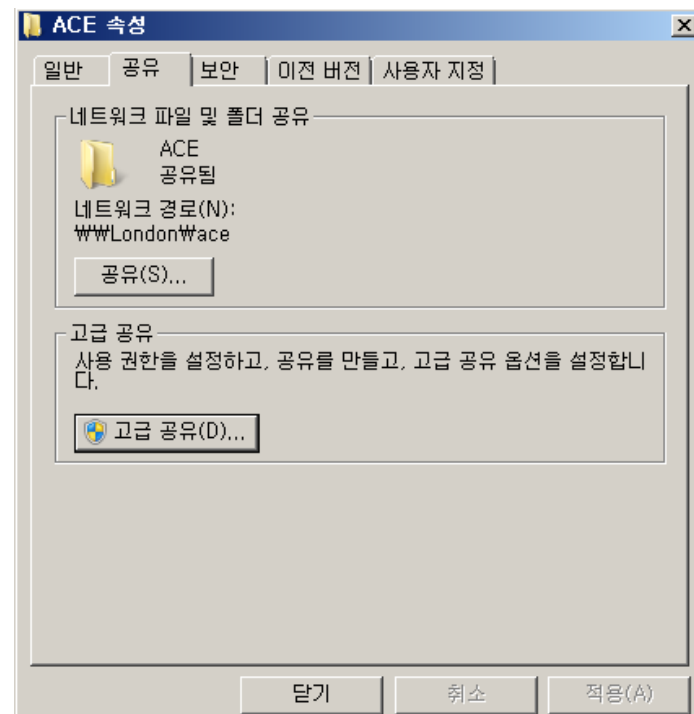 ACE 속성
일반 공유 보안 이전 버전 사용자 지정
네트워크 파일 및 폴더 공유
ACE
공유됨
네트워크 경로(N):
₩₩London₩ace
공유(S)...
고급 공유
사용 권한을 설정하고, 공유를 만들고, 고급 공유 옵션을 설정합니
다.
고급 공유(D)...
닫기 취소 적용(A)